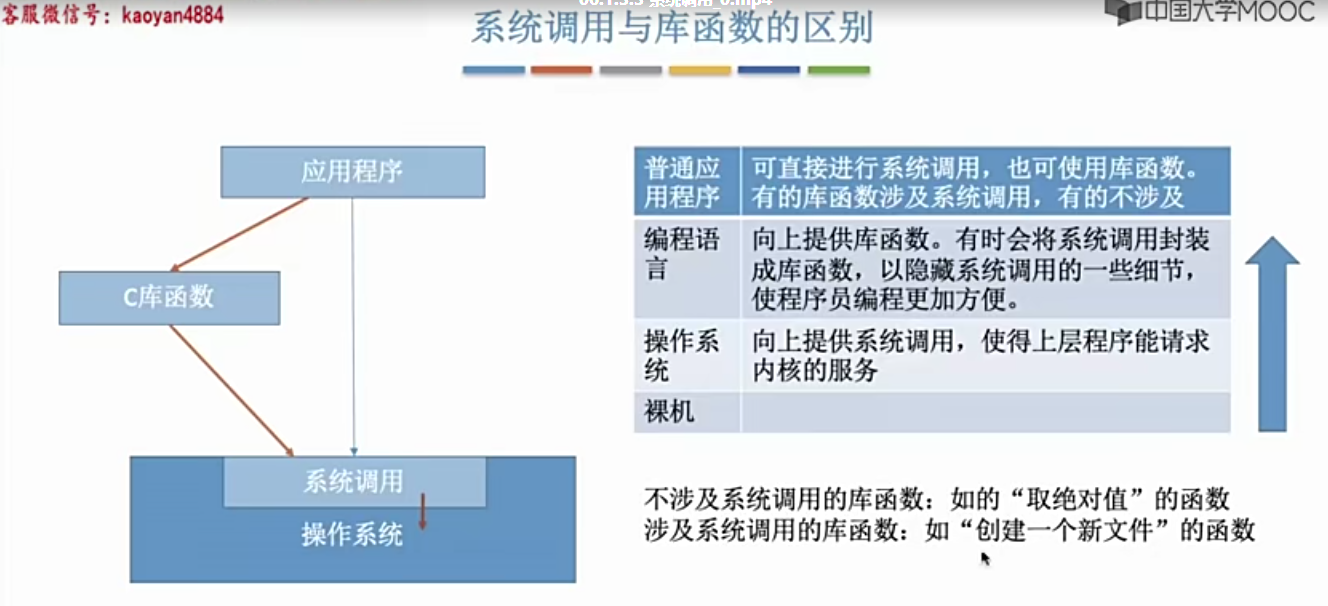 客服微信号：kaoyan4884
中国大学MOOC
系统调用与库函数的区别
应用程序
C库函数
系统调用
操作系统
普通应
用程序
可直接进行系统调用，也可使用库函数。
有的库函数涉及系统调用，有的不涉及
编程语
言
向上提供库函数。有时会将系统调用封装
成库函数，以隐藏系统调用的一些细节，
使程序员编程更加方便。
操作系
统
向上提供系统调用，使得上层程序能请求
内核的服务
裸机
不涉及系统调用的库函数：如的“取绝对值”的函数
涉及系统调用的库函数：如“创建一个新文件”的函数